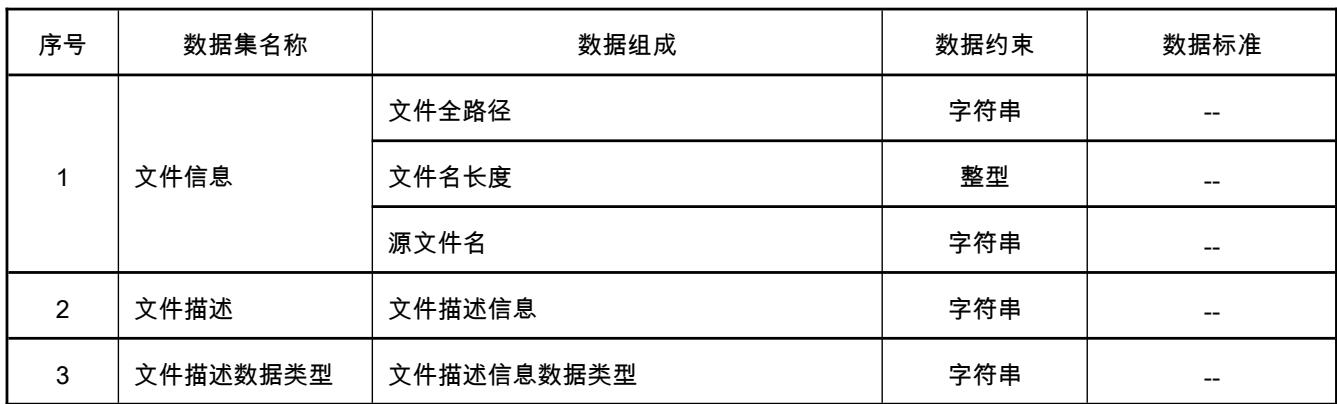 序号 数据集名称 数据组成 数据约束 数据标准
文件全路径 字符串 --
1 文件信息 文件名长度 整型 --
源文件名 字符串 --
2 文件描述 文件描述信息 字符串 --
3 文件描述数据类型 文件描述信息数据类型 字符串 --